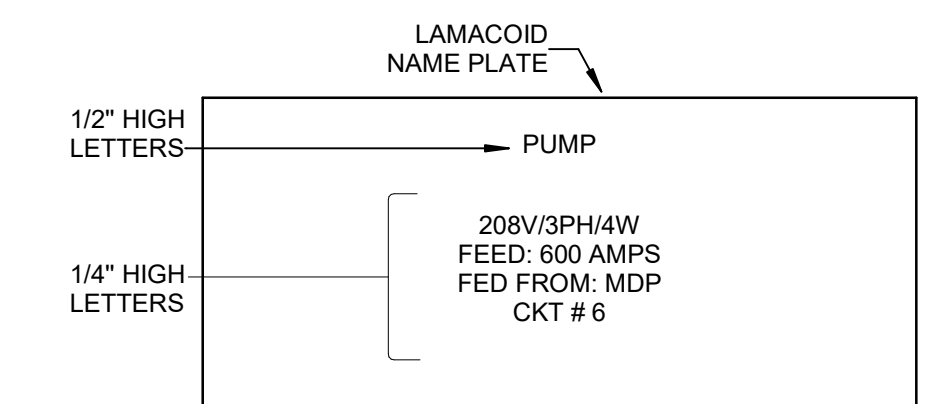 LAMACOID
NAME PLATE
1/2" HIGH
LETTERS
PUMP
208V/3PH/4W
FEED: 600 AMPS
FED FROM: MDP
CKT # 6
1/4" HIGH
LETTERS